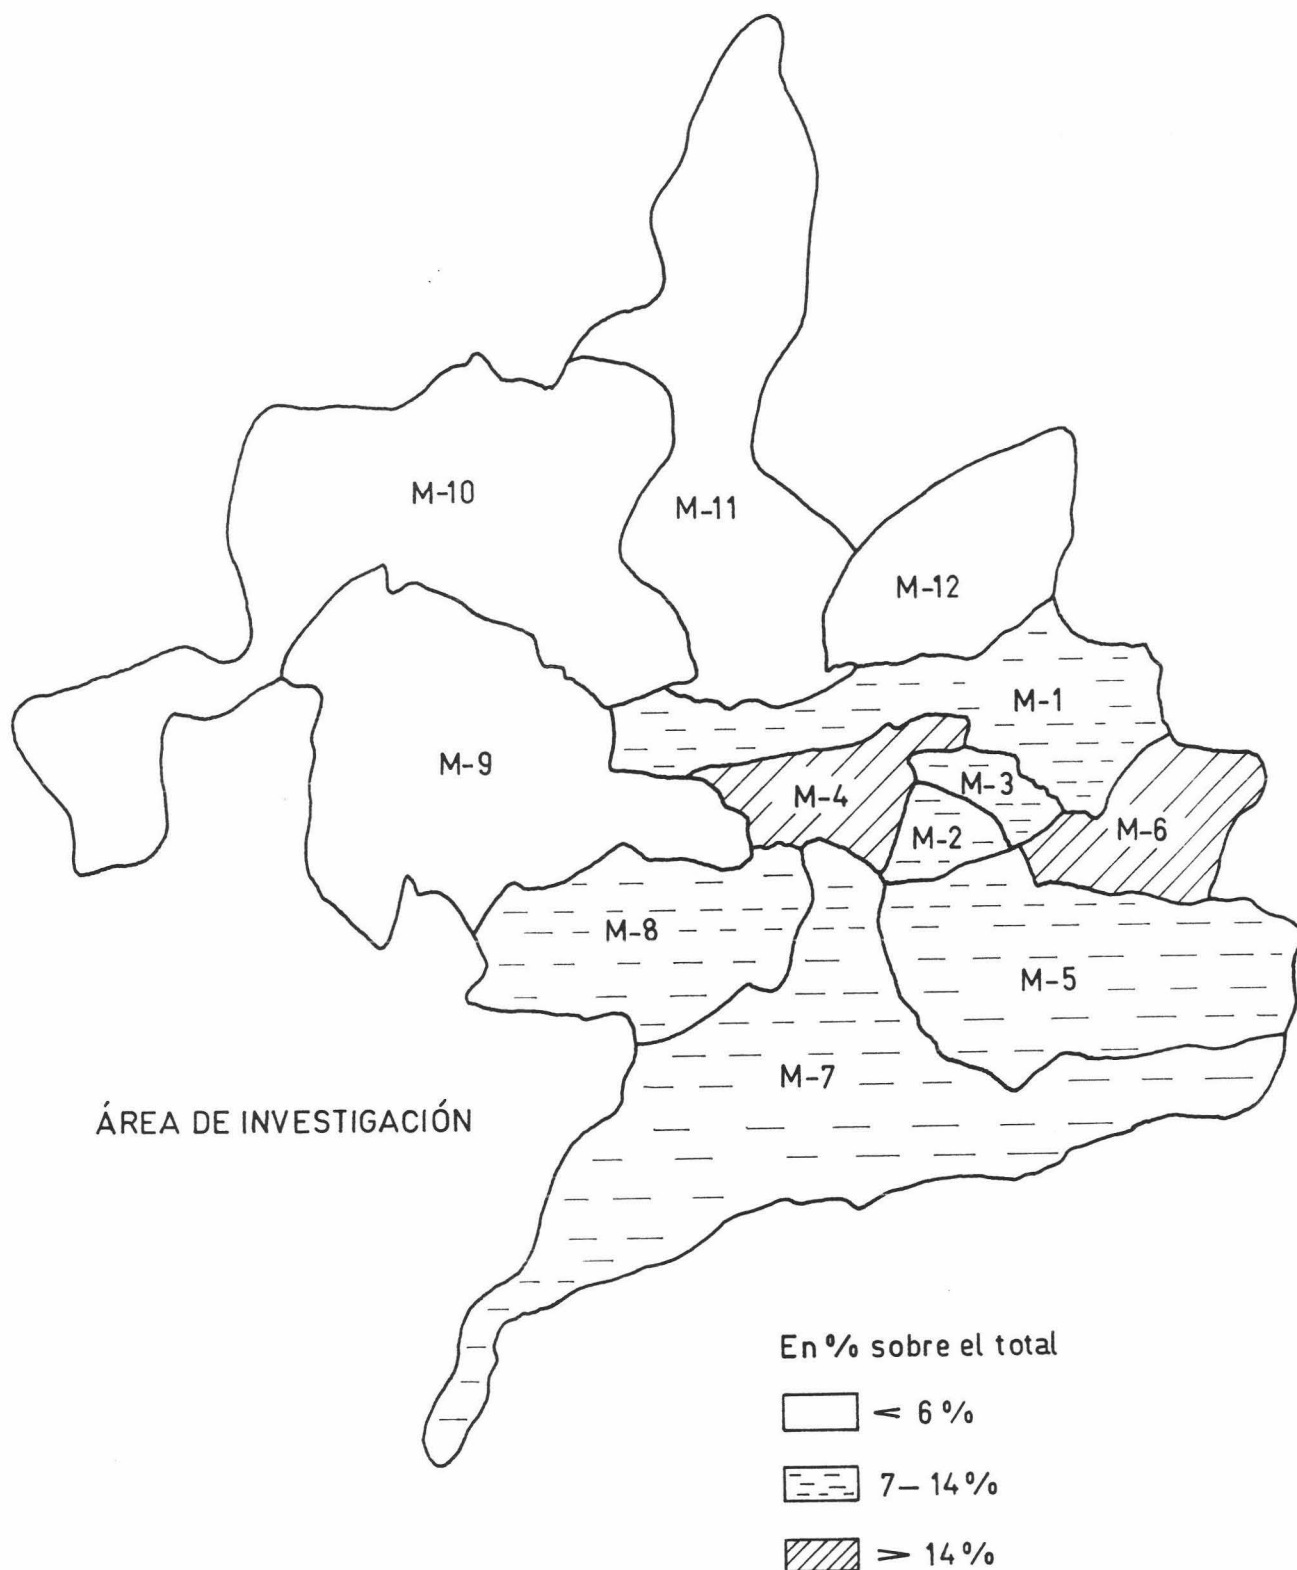 M-10
M-11
M-12
M-1
M-9
M-4
M-3
M-2
M-6
M-8
M-5
M-7
ÁREA DE INVESTIGACIÓN
En % sobre el total
< 6 %
7- 14 %
> 14 %